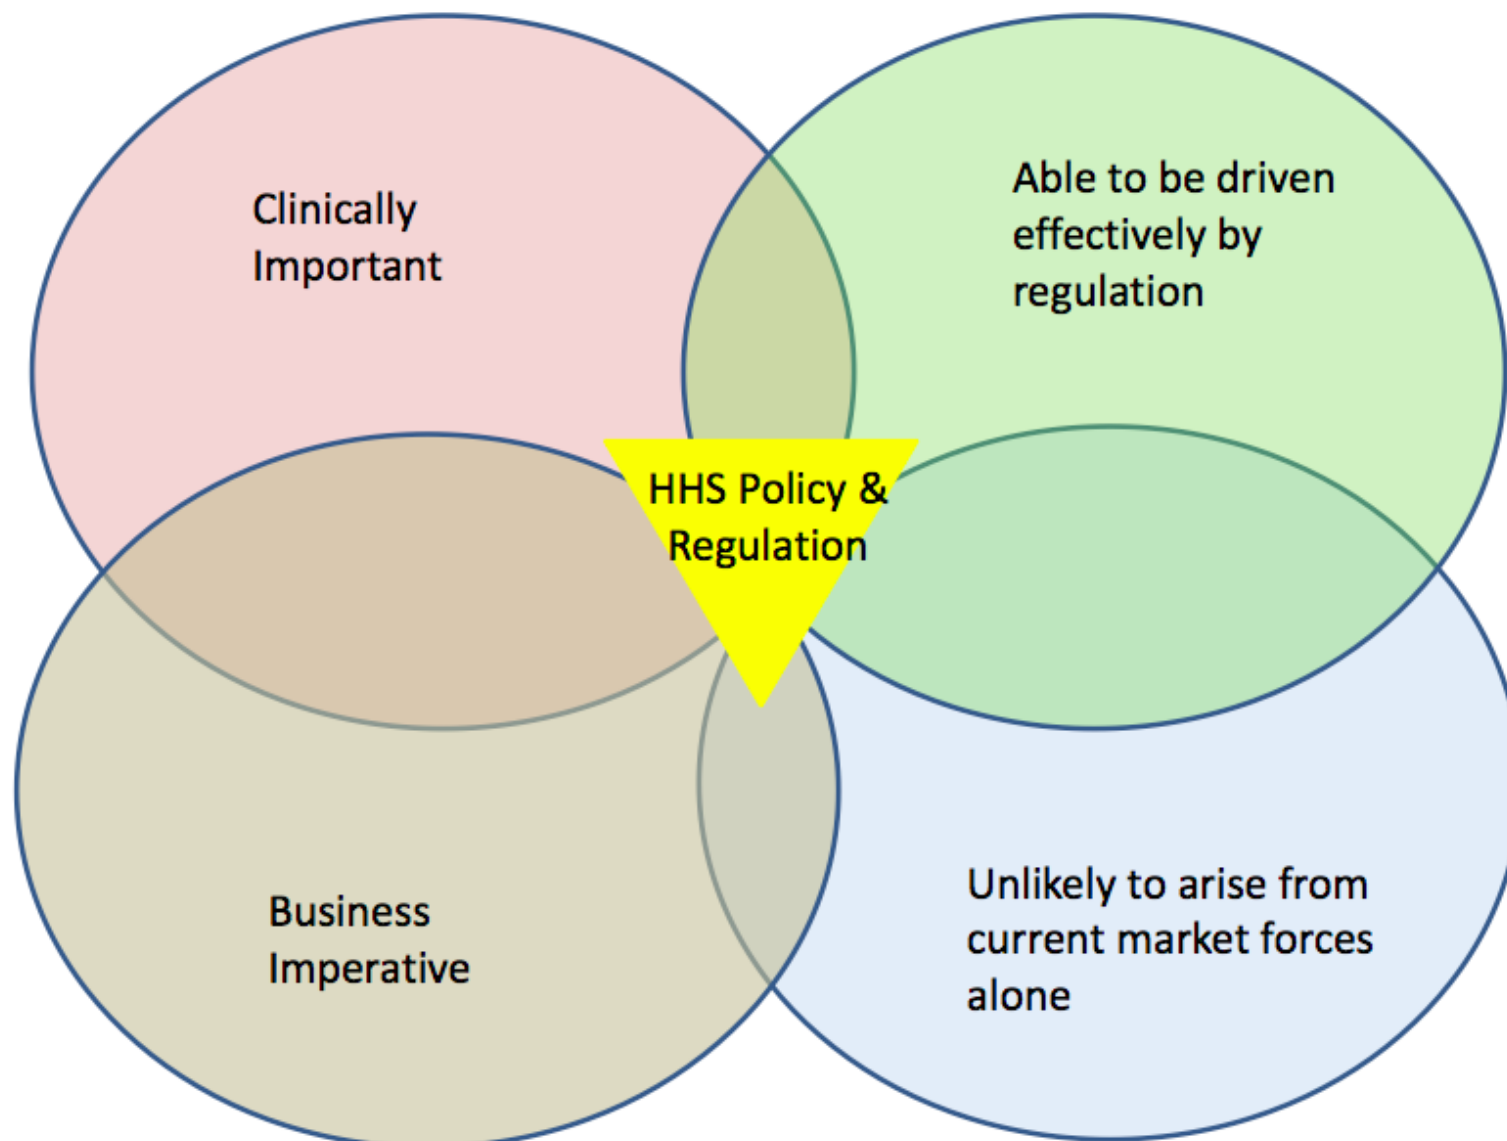 Clinically
Important
Able to be driven
effectively by
regulation
HHS Policy &
Regulation
Business
Imperative
Unlikely to arise from
current market forces
alone